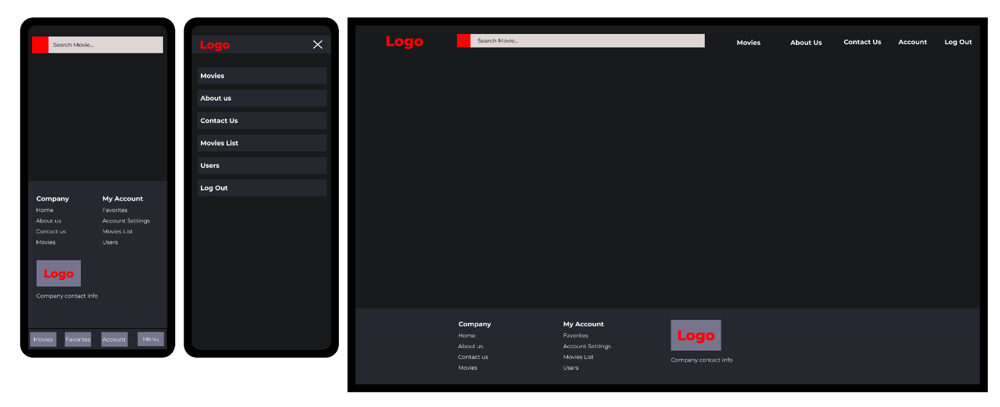 Search Movie...
Company
Home
About us
Contact us
Movies
My Account
Favorites
Account Settings
Movies List
Users
Logo
Company contact info
Movies
Favorites
Account
Menu
Logo
Movies
About us
Contact Us
Movies List
Users
Log Out
Logo
Search Movie...
Movies
About Us
Contact Us
Account
Log Out
Company
Home
About us
Contact us
Movies
My Account
Favorites
Account Settings
Movies List
Users
Logo
Company contact info